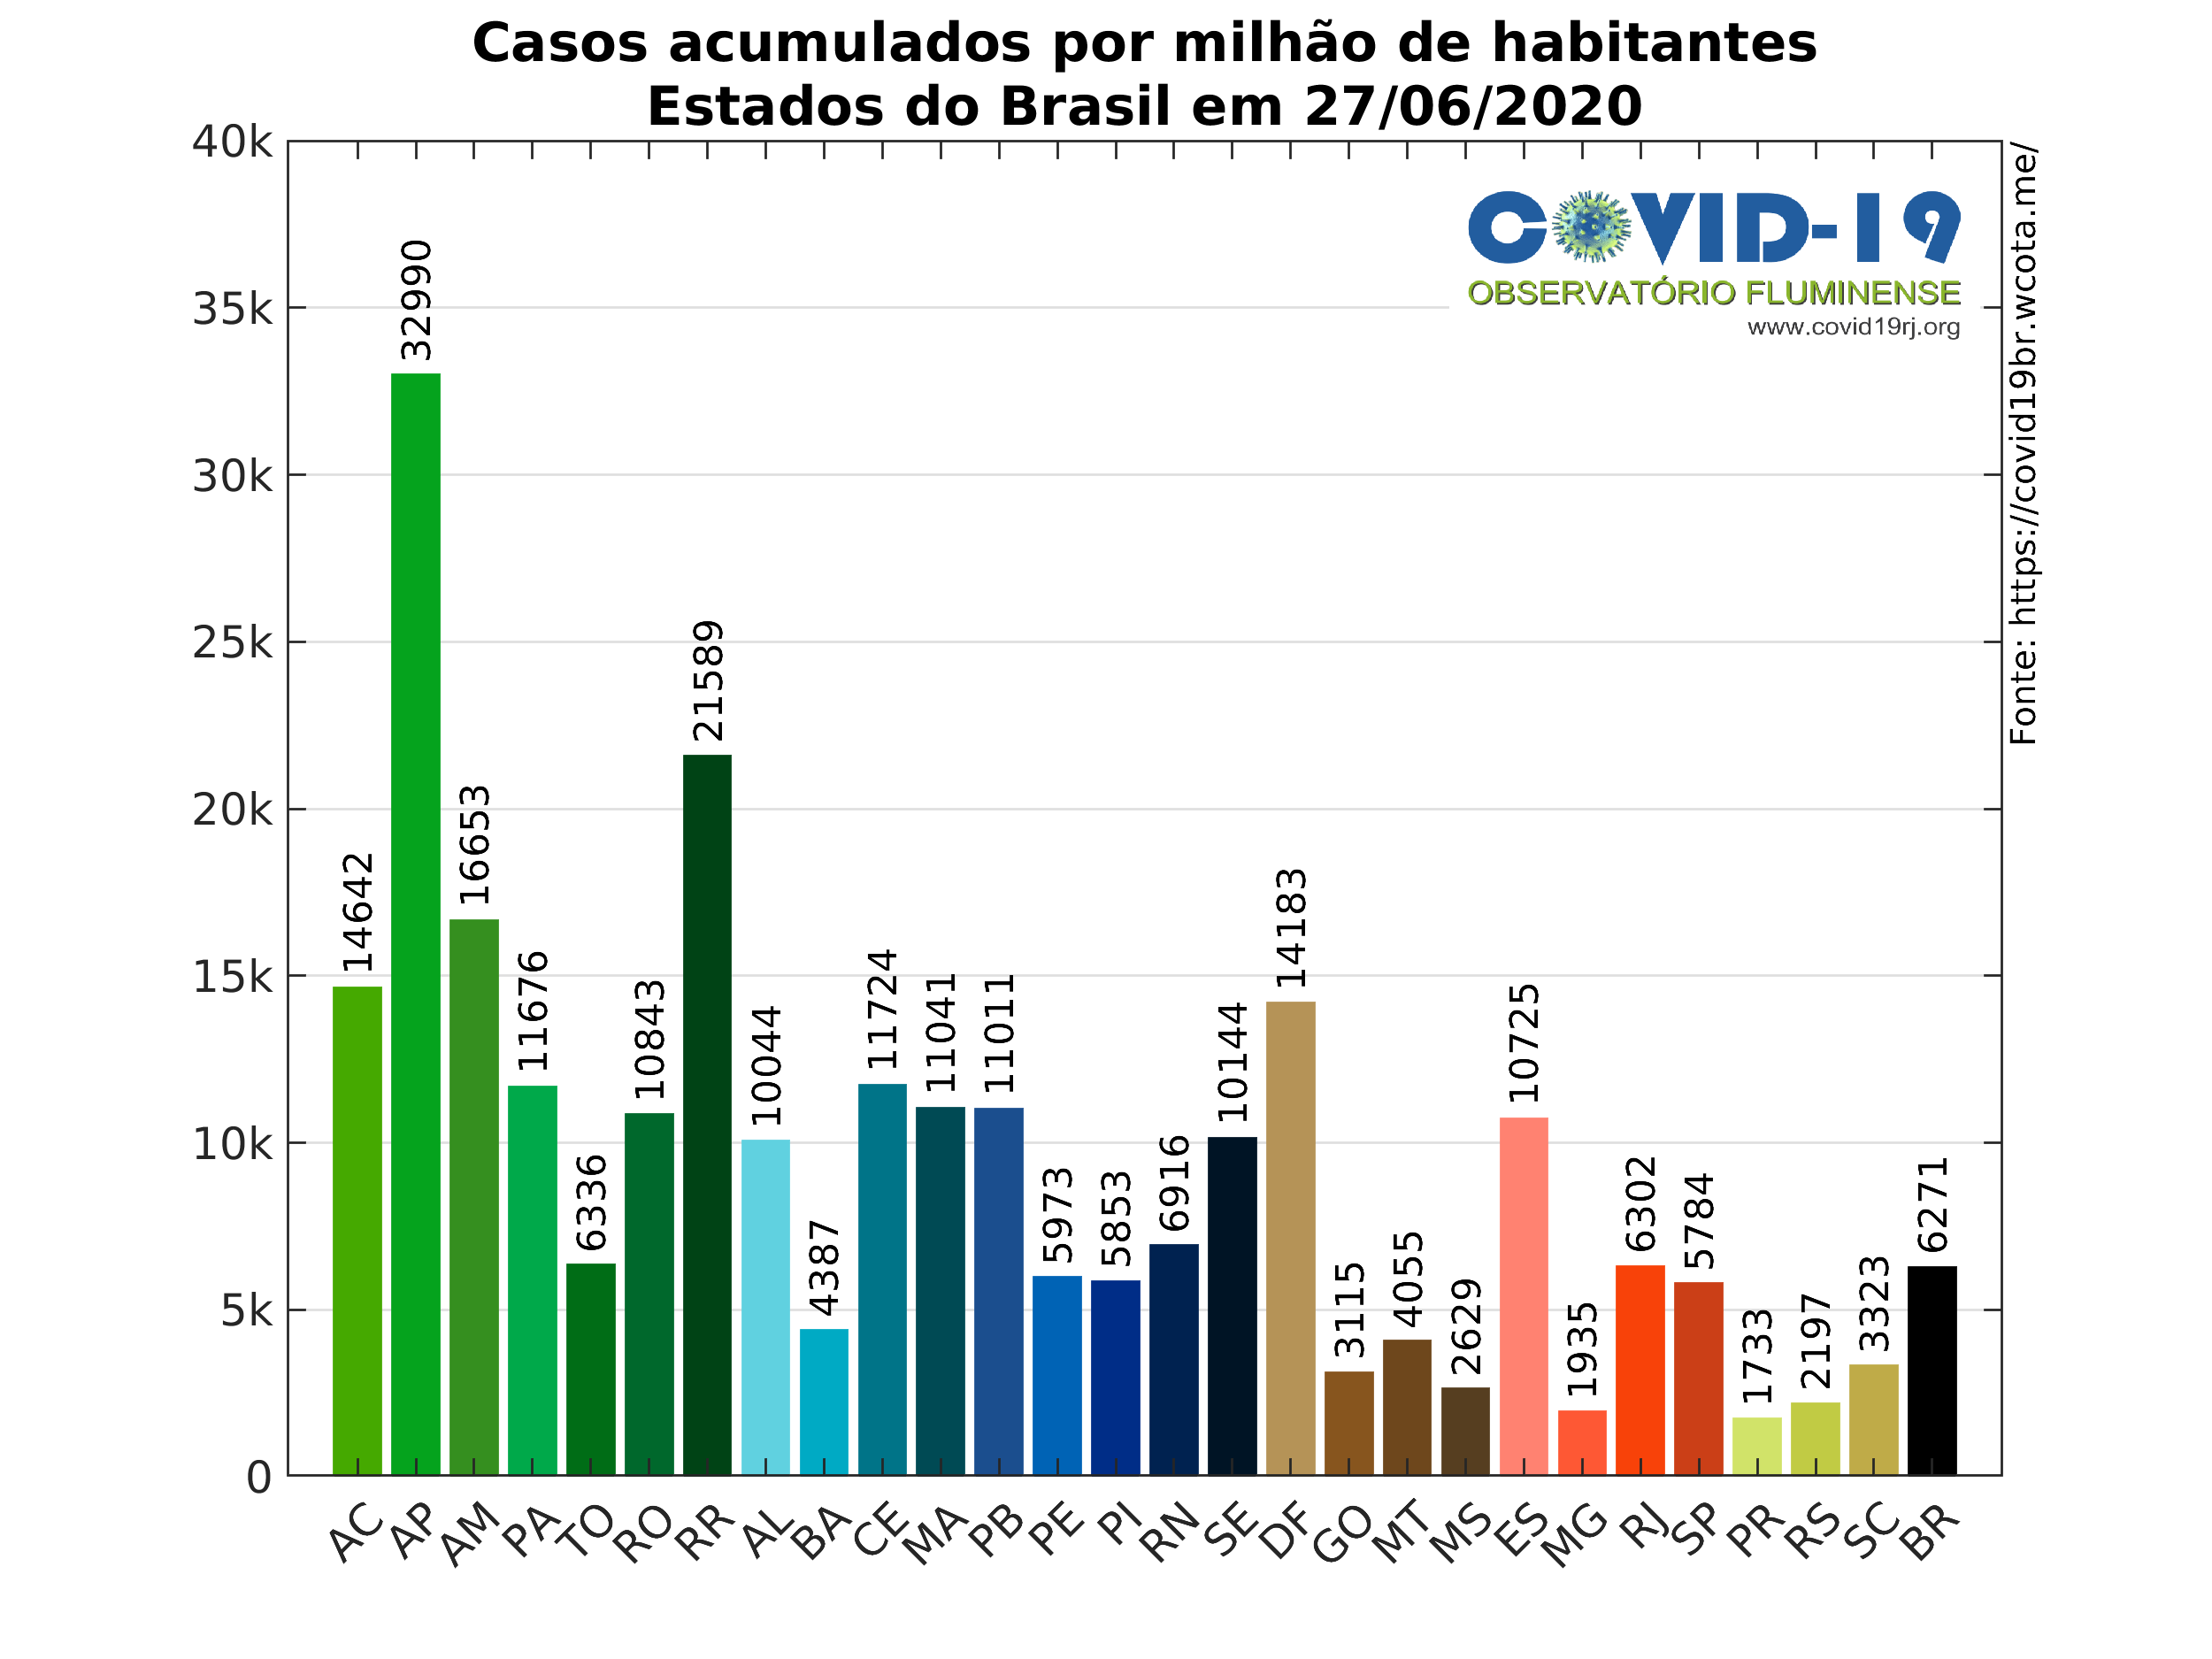 Casos acumulados por milhão de habitantes
Estados do Brasil em 27/06/2020
40k
35k
30k
25k
20k
15k
10k
5k
0
COVID-19
OBSERVATÓRIO FLUMINENSE
www.covid19rj.org
Fonte: https://covid19br.wcota.me/
14642
32990
16653
11676
6336
10843
21589
10044
4387
11724
11041
11011
5973
5853
6916
10144
14183
3115
4055
2629
10725
1935
6302
5784
1733
2197
3323
6271
AC
AP
AM
PA
TO
RO
RR
AL
BA
CE
MA
PB
PE
PI
RN
SE
DF
GO
MT
MS
ES
MG
RJ
SP
PR
RS
SC
BR